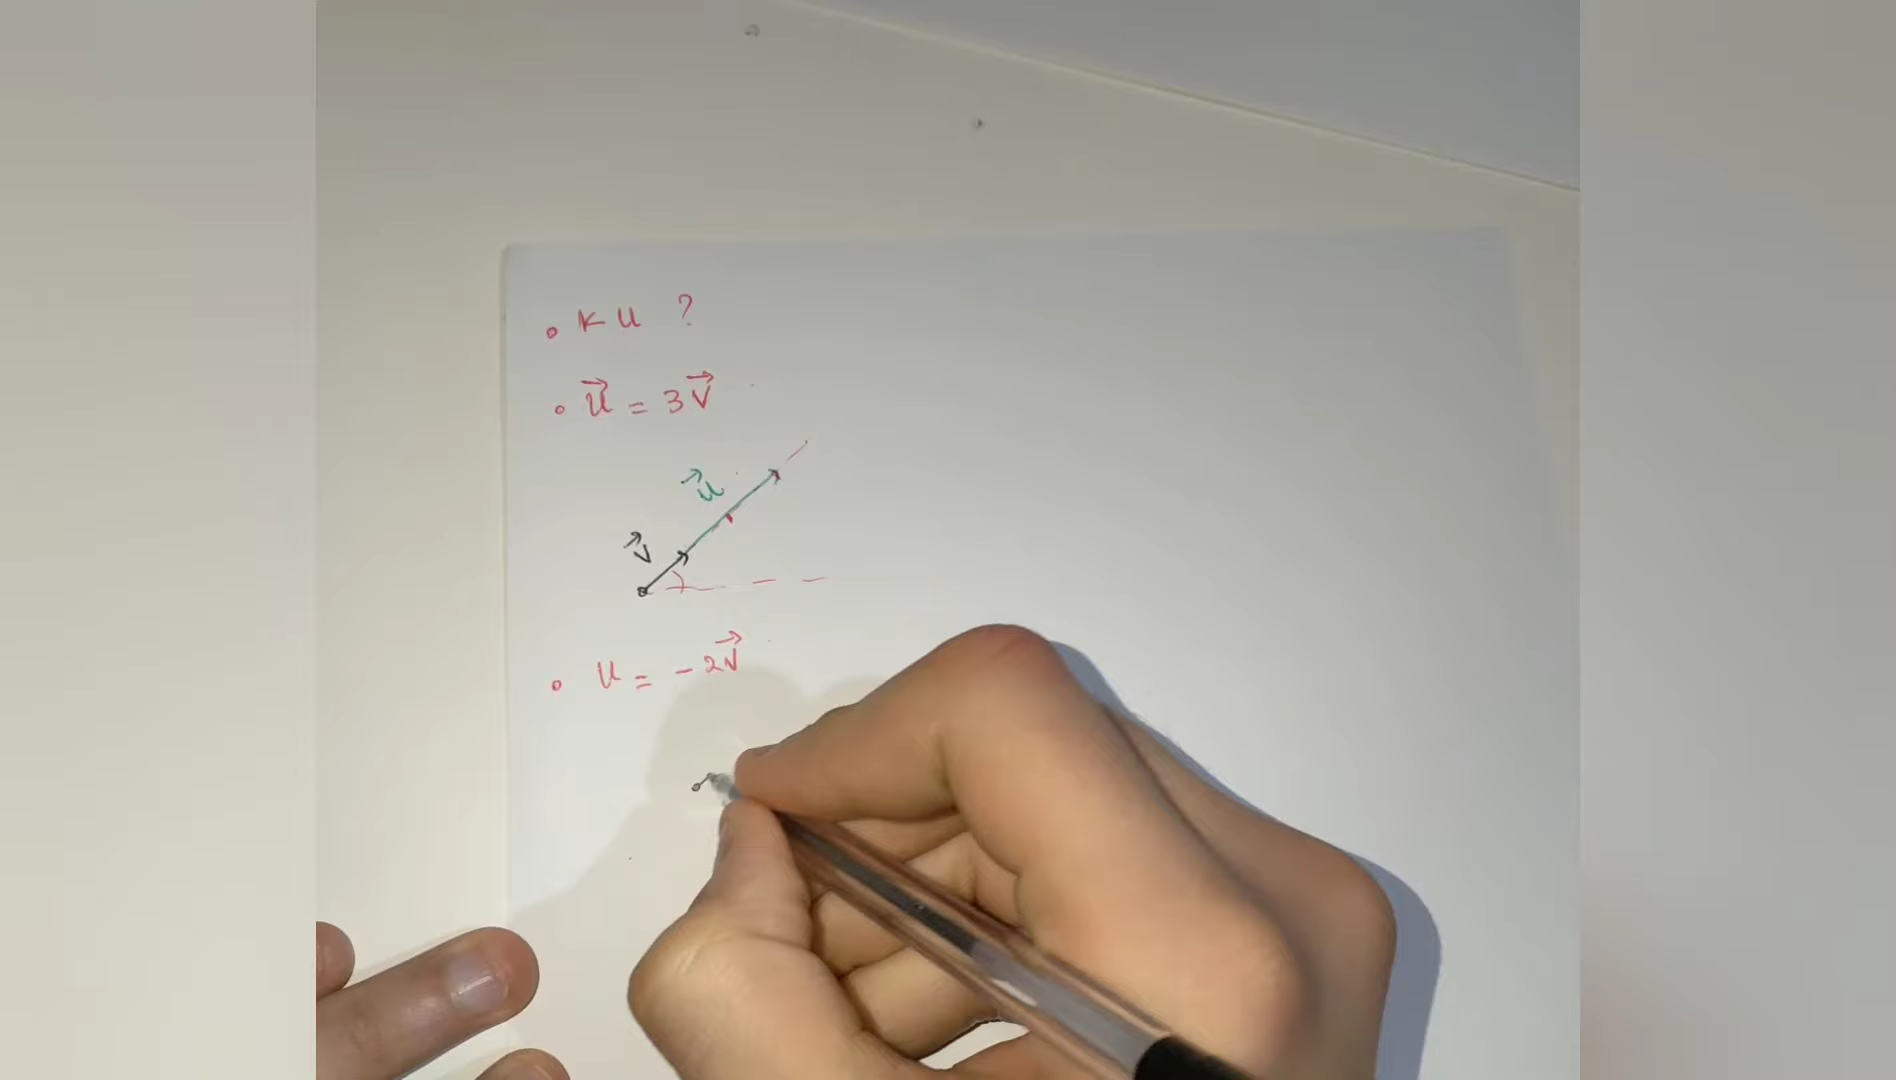 • K u ?
• u⃗ = 3v⃗
u⃗
v⃗
• u = -2v⃗